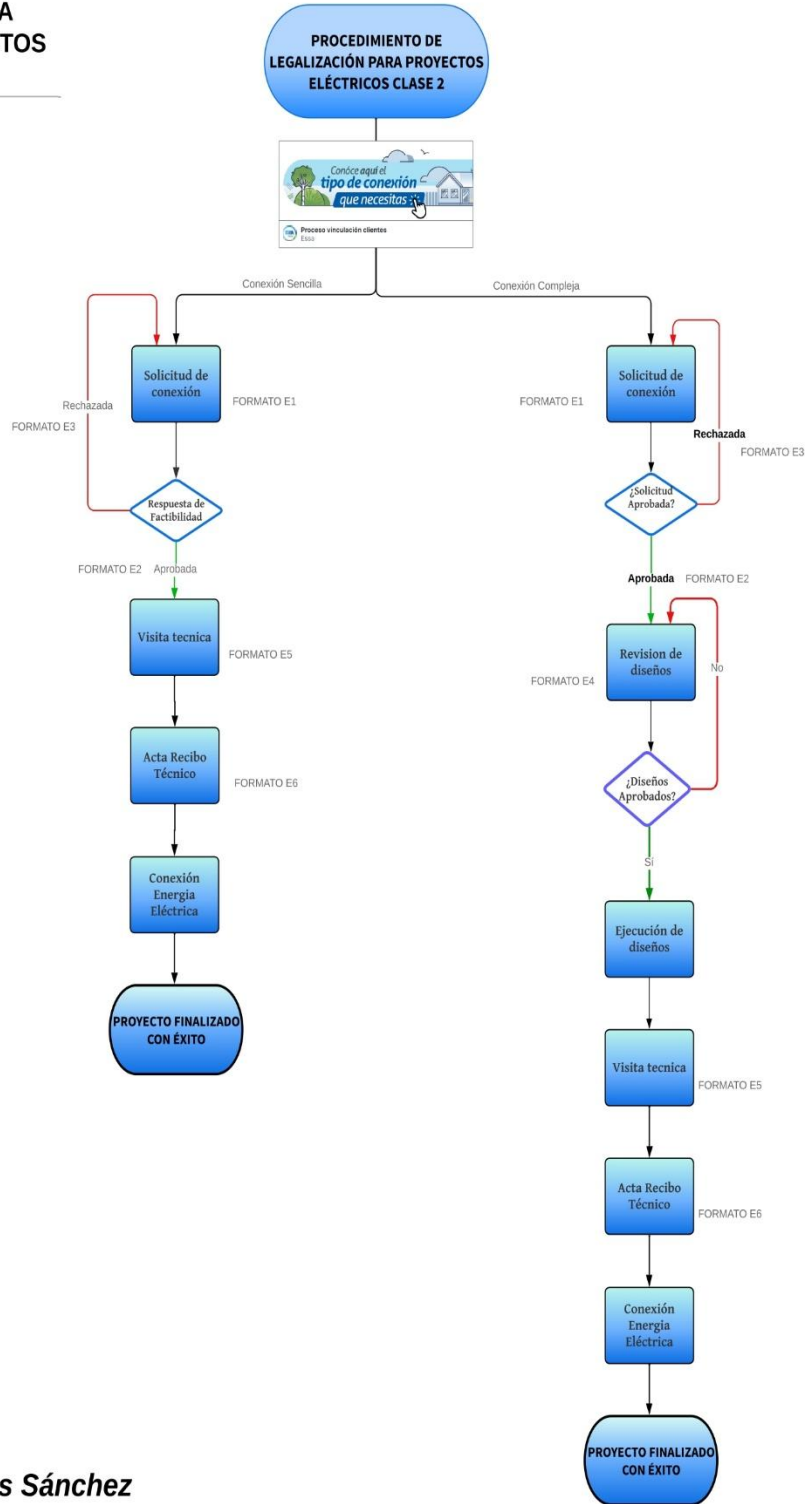 A
TOS
PROCEDIMIENTO DE
LEGALIZACIÓN PARA PROYECTOS
ELÉCTRICOS CLASE 2
Conóce aquí el
tipo de conexión
que necesitas
Proceso vinculación clientes
Essa
Conexión Sencilla
Conexión Compleja
Solicitud de
conexión
FORMATO E1
Rechazada
FORMATO E3
Respuesta de
Factibilidad
FORMATO E2 Aprobada
Visita tecnica
FORMATO E5
Acta Recibo
Técnico
FORMATO E6
Conexión
Energia
Eléctrica
PROYECTO FINALIZADO
CON ÉXITO
Solicitud de
conexión
FORMATO E1
Rechazada
FORMATO E3
¿Solicitud
Aprobada?
Aprobada FORMATO E2
Revision de
diseños
FORMATO E4
No
¿Diseños
Aprobados?
Sí
Ejecución de
diseños
Visita tecnica
FORMATO E5
Acta Recibo
Técnico
FORMATO E6
Conexión
Energia
Eléctrica
PROYECTO FINALIZADO
CON ÉXITO
s Sánchez